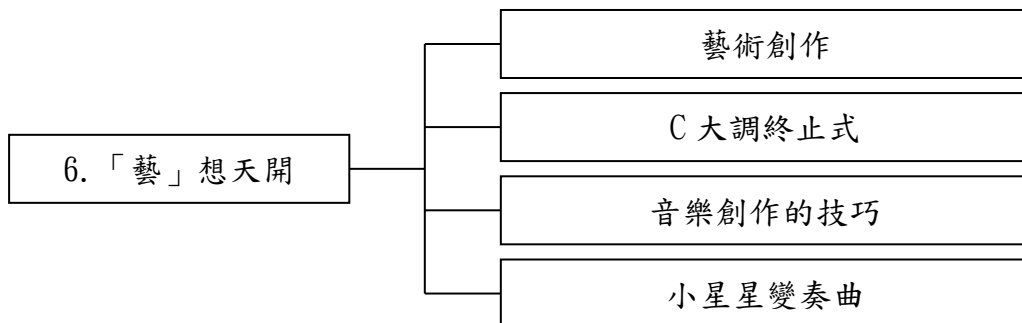 藝術創作
C 大調終止式
6.「藝」想天開
音樂創作的技巧
小星星變奏曲